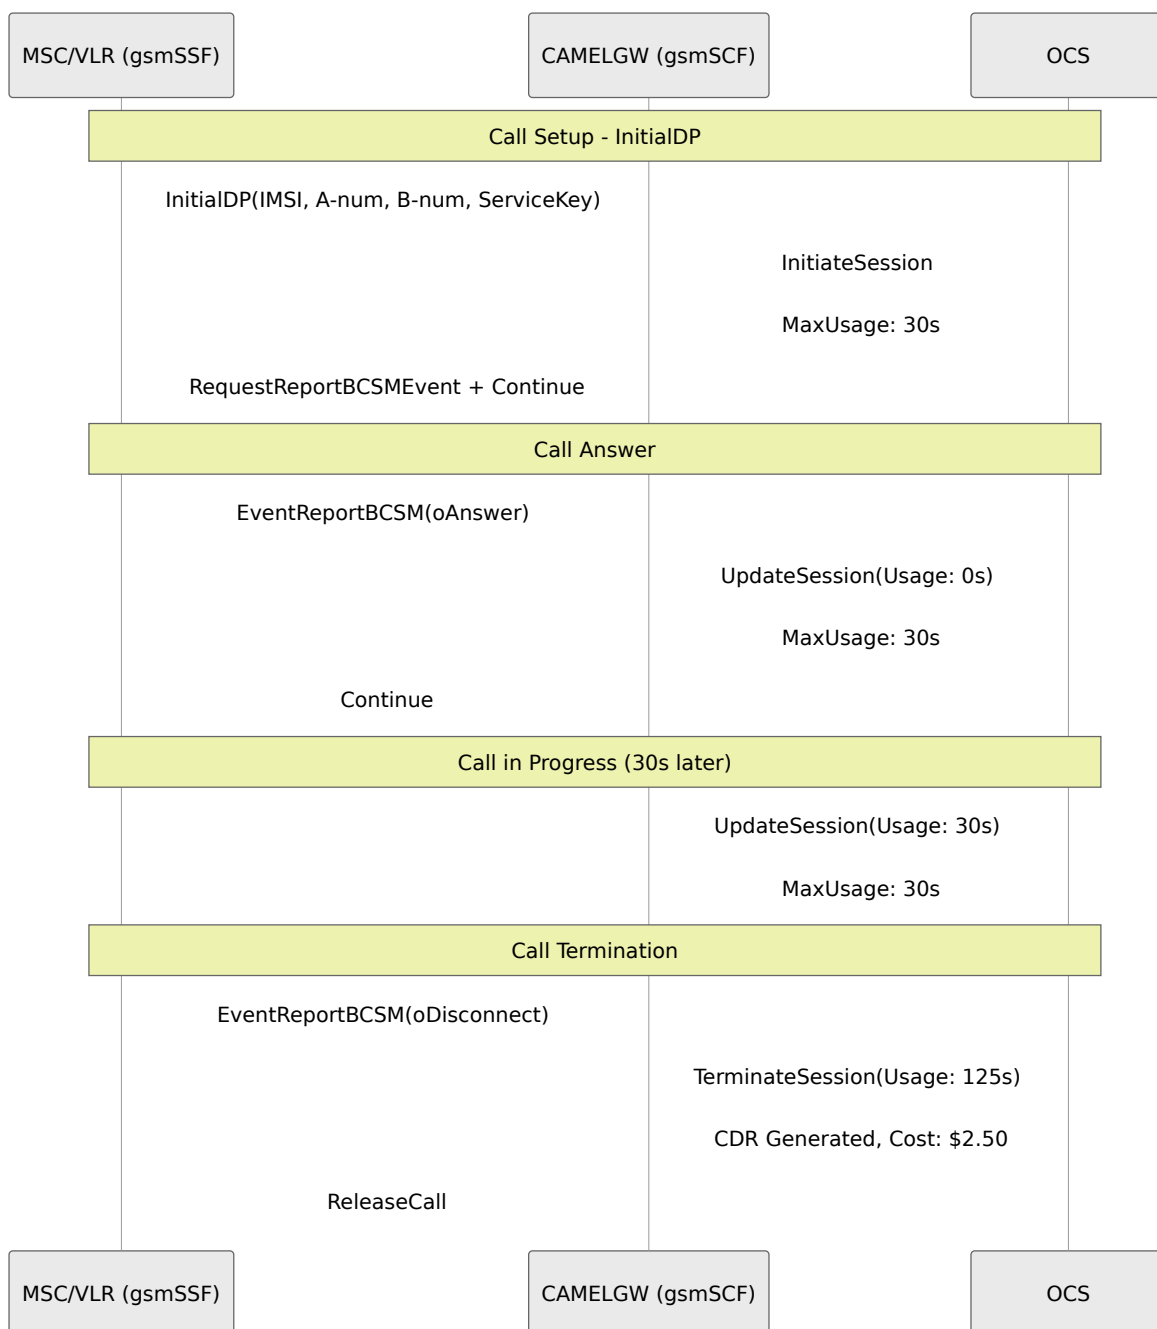 MSC/VLR (gsmSSF)
CAMELGW (gsmSCF)
OCS
Call Setup - InitialDP
InitialDP(IMSI, A-num, B-num, ServiceKey)
InitiateSession
MaxUsage: 30s
RequestReportBCSMEvent + Continue
Call Answer
EventReportBCSM(oAnswer)
UpdateSession(Usage: 0s)
MaxUsage: 30s
Continue
Call in Progress (30s later)
UpdateSession(Usage: 30s)
MaxUsage: 30s
Call Termination
EventReportBCSM(oDisconnect)
TerminateSession(Usage: 125s)
CDR Generated, Cost: $2.50
ReleaseCall
MSC/VLR (gsmSSF)
CAMELGW (gsmSCF)
OCS